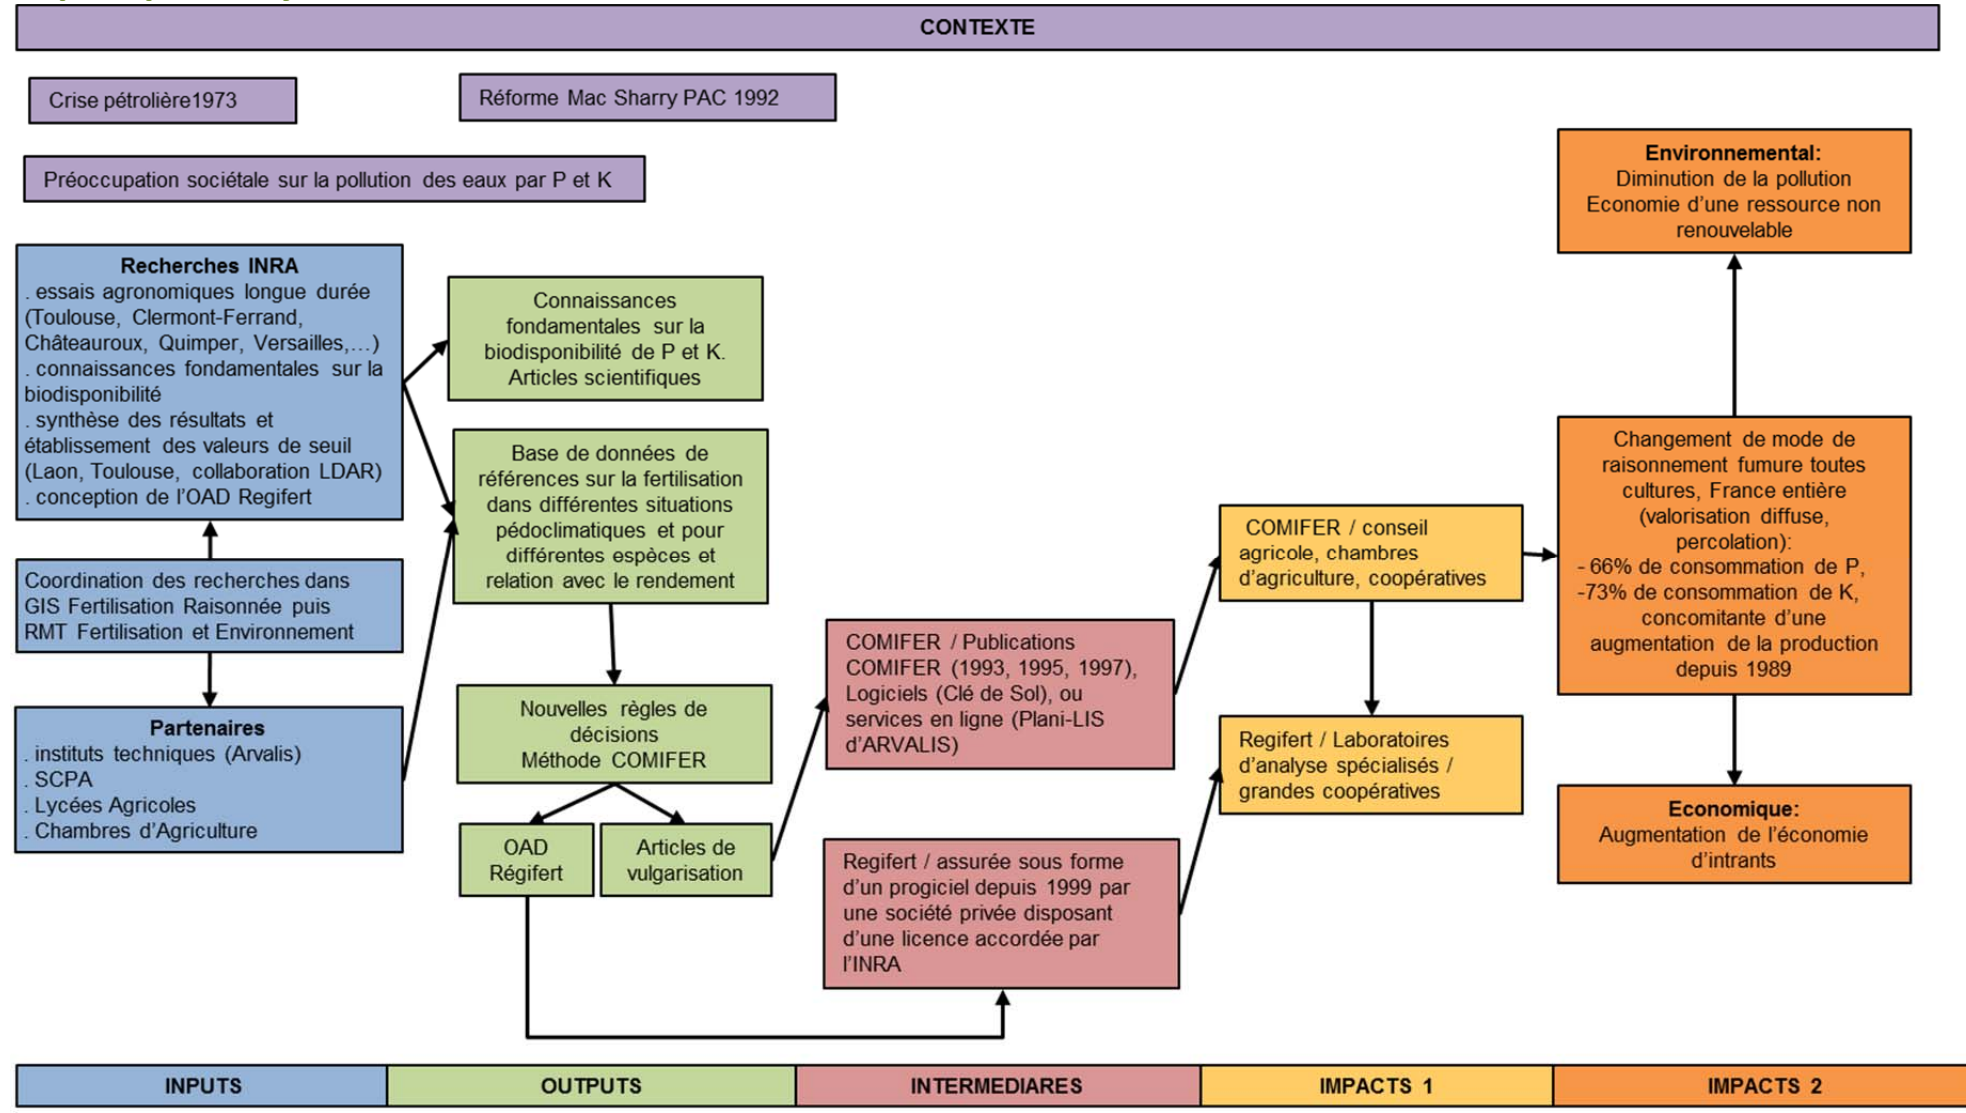 CONTEXTE
Crise pétrolière1973
Réforme Mac Sharry PAC 1992
Préoccupation sociétale sur la pollution des eaux par P et K
Recherches INRA
. essais agronomiques longue durée
(Toulouse, Clermont-Ferrand,
Châteauroux, Quimper, Versailles,…)
. connaissances fondamentales sur la
biodisponibilité
. synthèse des résultats et
établissement des valeurs de seuil
(Laon, Toulouse, collaboration LDAR)
. conception de l’OAD Regifert
Coordination des recherches dans
GIS Fertilisation Raisonnée puis
RMT Fertilisation et Environnement
Partenaires
. instituts techniques (Arvalis)
. SCPA
. Lycées Agricoles
. Chambres d’Agriculture
Connaissances
fondamentales sur la
biodisponibilité de P et K.
Articles scientifiques
Base de données de
références sur la fertilisation
dans différentes situations
pédoclimatiques et pour
différentes espèces et
relation avec le rendement
Nouvelles règles de
décisions
Méthode COMIFER
OAD
Régifert
Articles de
vulgarisation
COMIFER / Publications
COMIFER (1993, 1995, 1997),
Logiciels (Clé de Sol), ou
services en ligne (Plani-LIS
d’ARVALIS)
Regifert / assurée sous forme
d’un progiciel depuis 1999 par
une société privée disposant
d’une licence accordée par
l’INRA
COMIFER / conseil
agricole, chambres
d’agriculture, coopératives
Regifert / Laboratoires
d’analyse spécialisés /
grandes coopératives
Environnemental:
Diminution de la pollution
Economie d’une ressource non
renouvelable
Changement de mode de
raisonnement fumure toutes
cultures, France entière
(valorisation diffuse,
percolation):
- 66% de consommation de P,
-73% de consommation de K,
concomitante d’une
augmentation de la production
depuis 1989
Economique:
Augmentation de l’économie
d’intrants
INPUTS
OUTPUTS
INTERMEDIARES
IMPACTS 1
IMPACTS 2